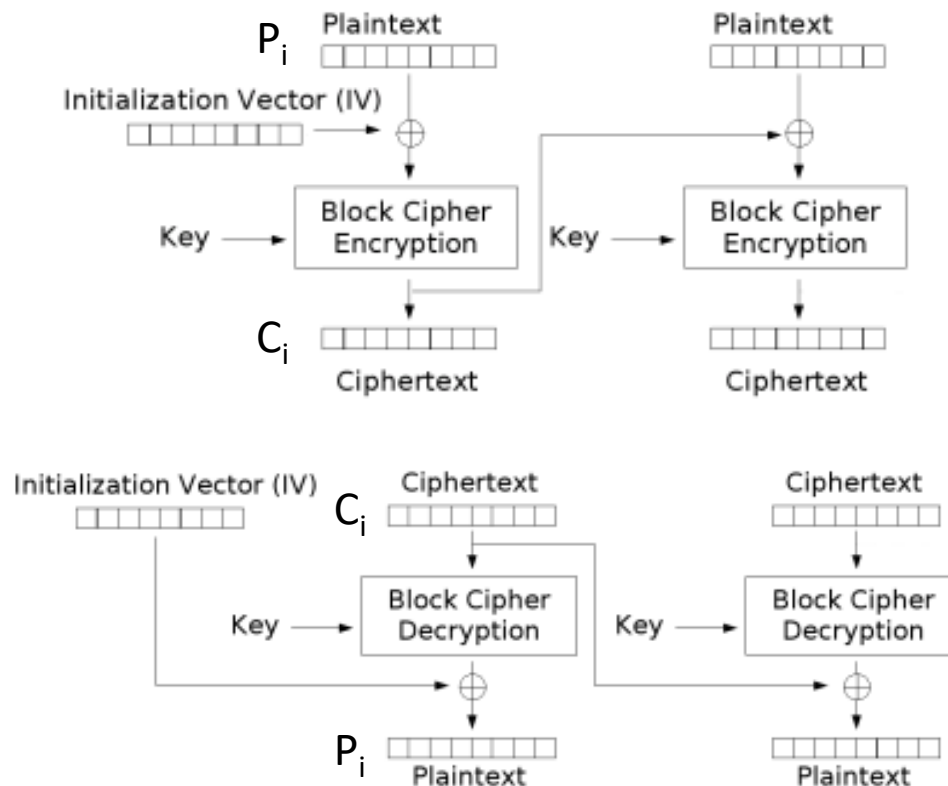 Plaintext Plaintext
Pi
Initialization Vector (IV)
Block Cipher Block Cipher
Key Encryption Key Encryption
Ci
Ciphertext Ciphertext
Initialization Vector (IV) Ciphertext Ciphertext
Ci
Block Cipher Block Cipher
Key Decryption Key Decryption
Pi
Plaintext Plaintext